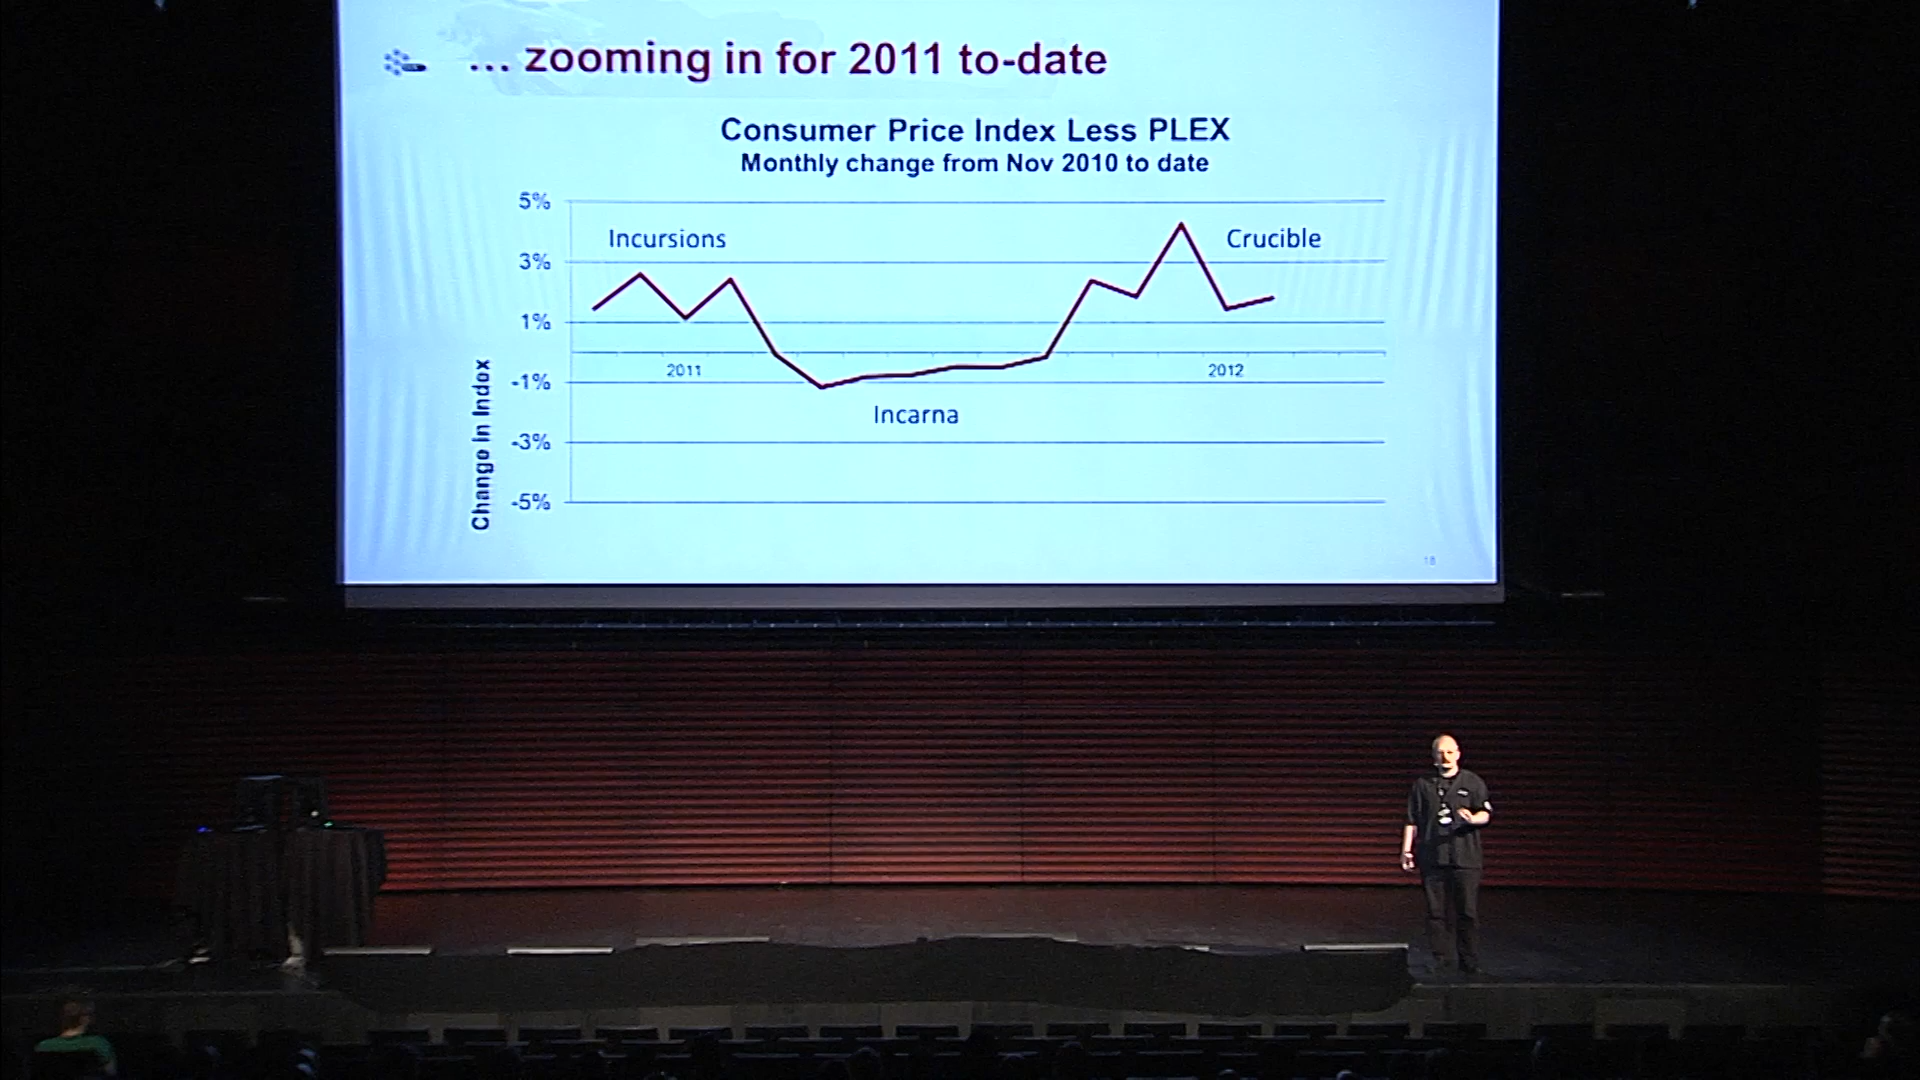 ... zooming in for 2011 to-date
Consumer Price Index Less PLEX
Monthly change from Nov 2010 to date
5%
Incursions
Crucible
3%
1%
2011
2012
-1%
Incarna
-3%
-5%
Change in Index
18